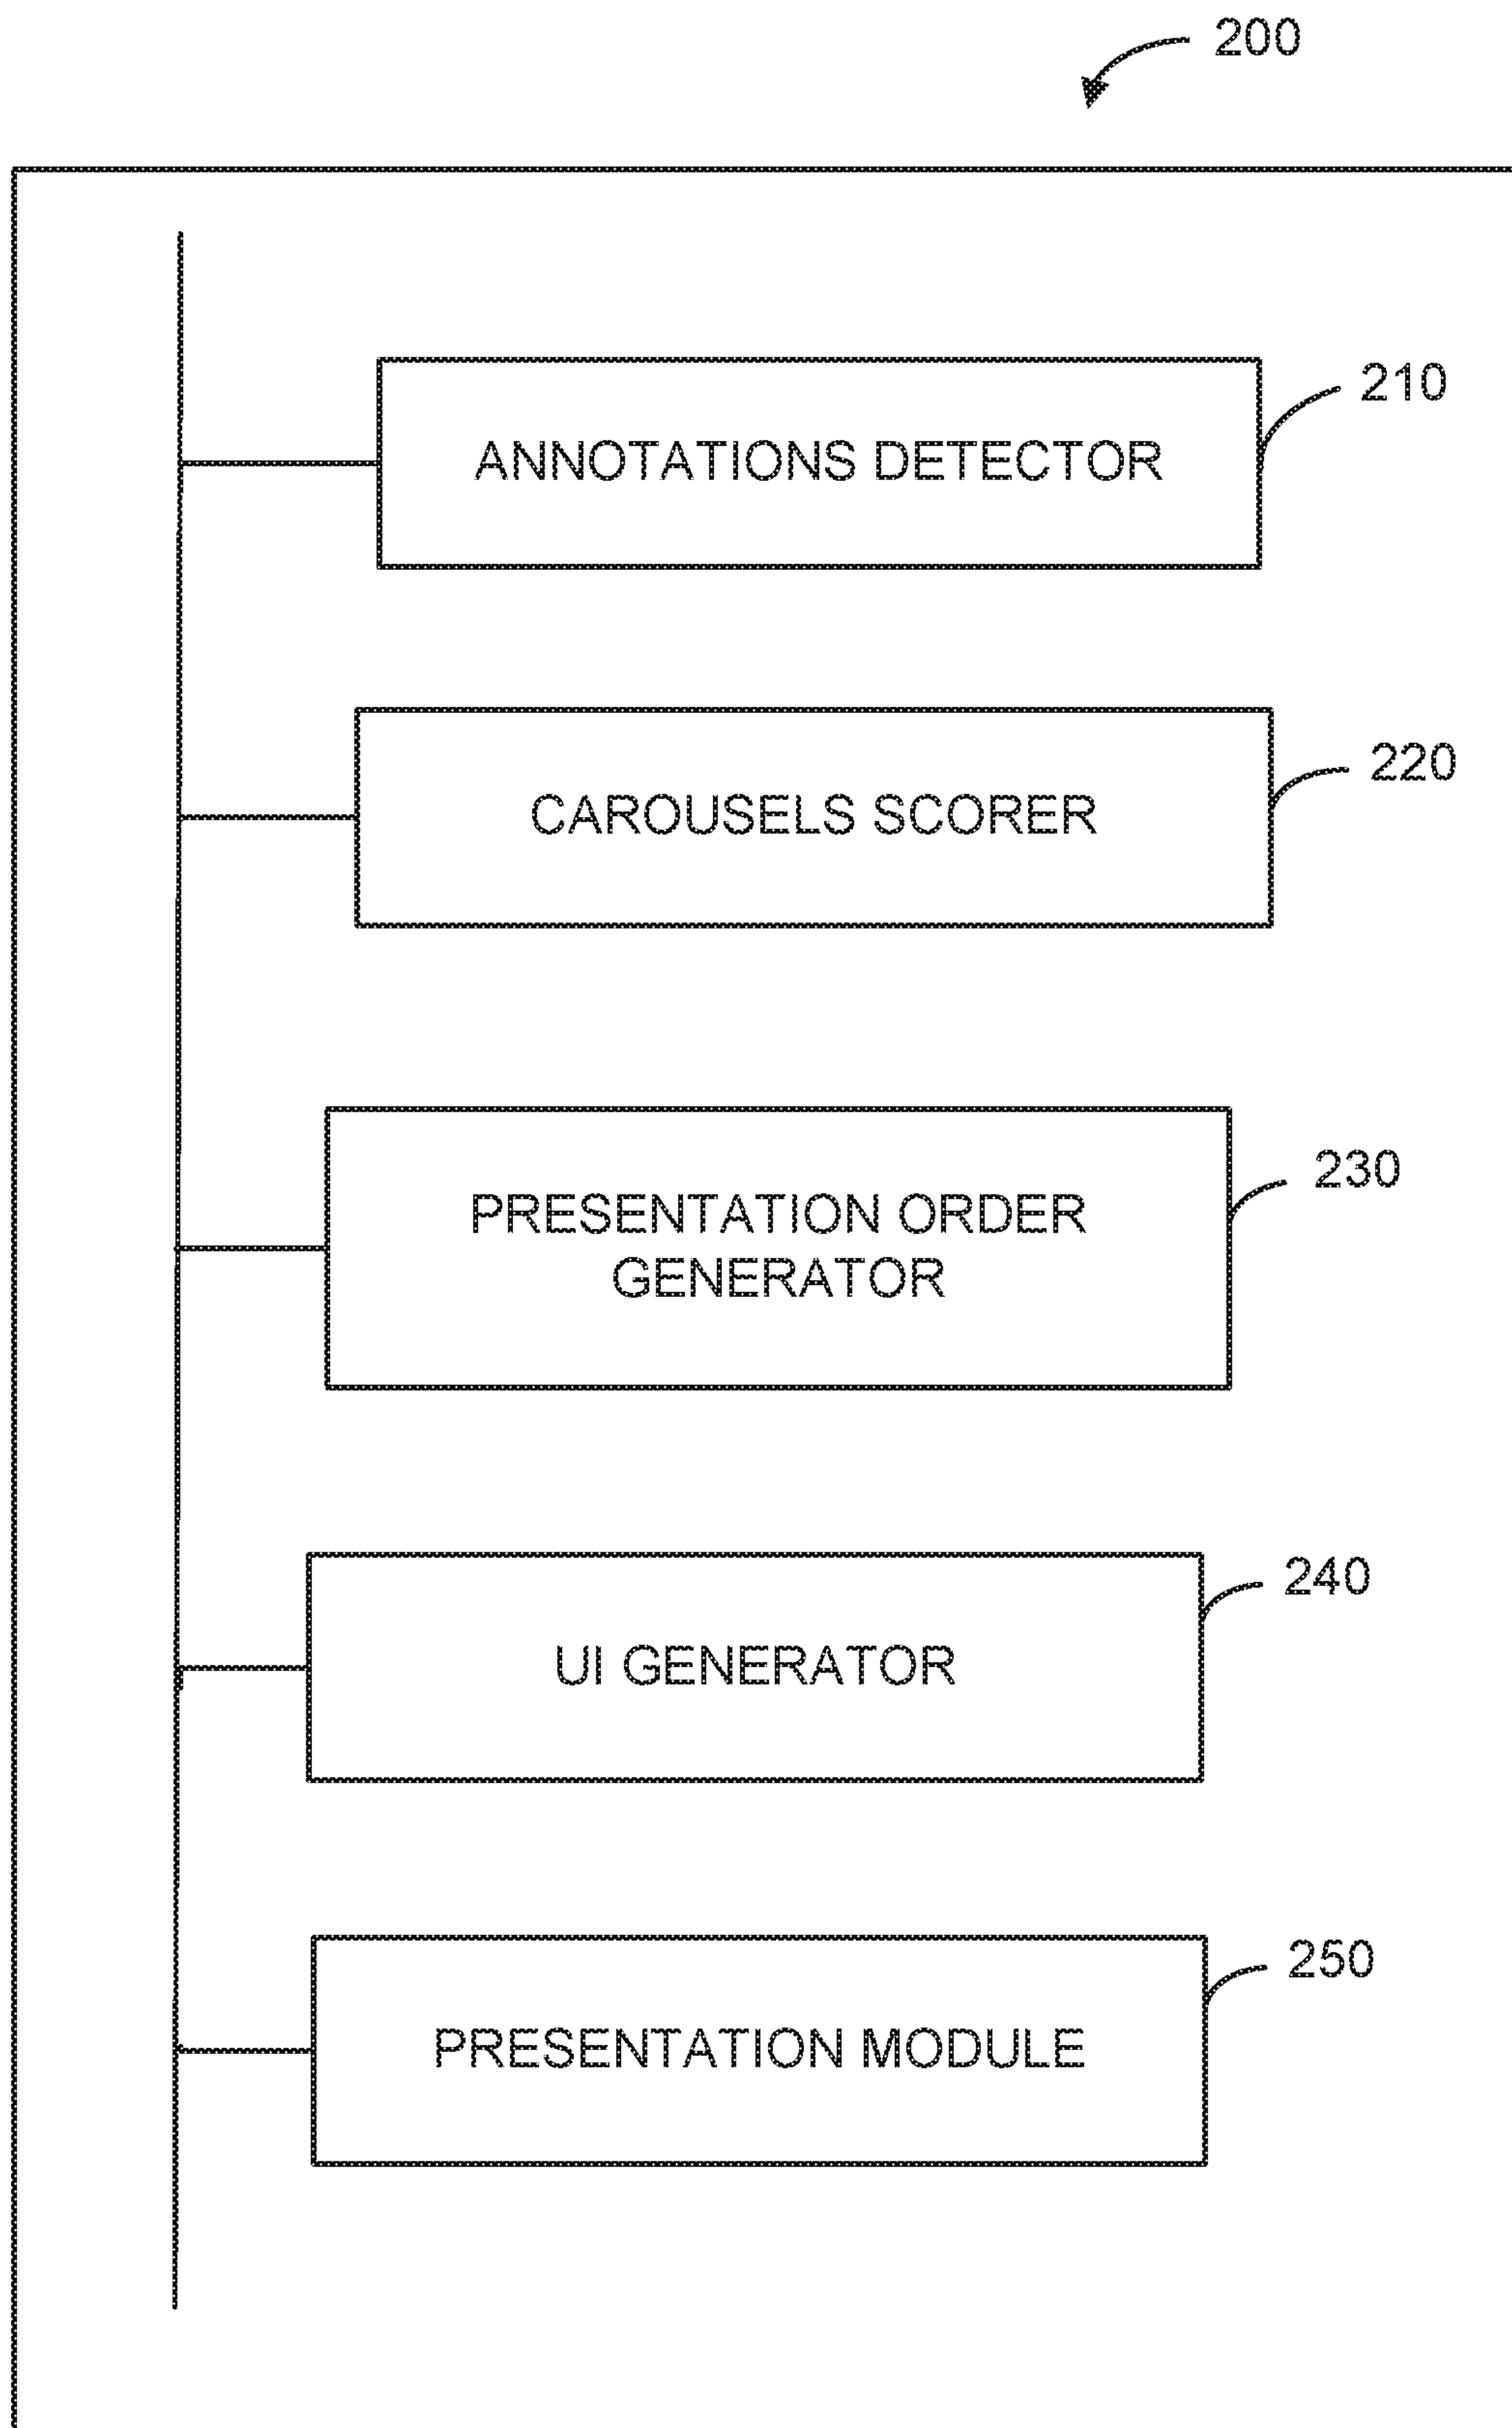 200
210
ANNOTATIONS DETECTOR
220
CAROUSELS SCORER
230
PRESENTATION ORDER
GENERATOR
240
UI GENERATOR
250
PRESENTATION MODULE